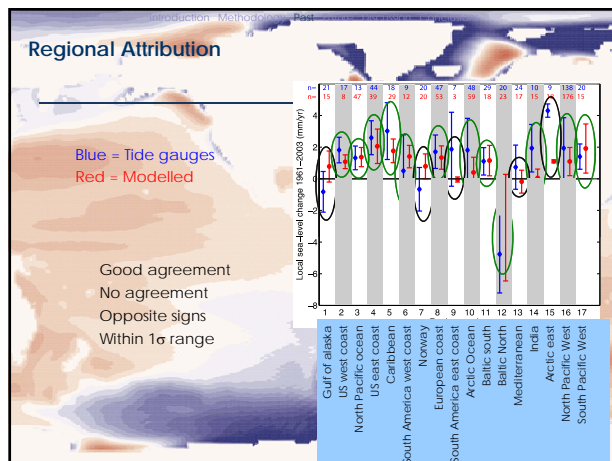 Introduction Methodologie Past
Regional Attribution
Blue = Tide gauges
Red = Modelled
Good agreement
No agreement
Opposite signs
Within 1σ range
n= 21 17 13 44 18 9 20 47 9 48 29 20 24 10 9 138 20
n= 15 8 47 39 29 12 20 53 3 59 18 23 17 15 176 15
Local sea-level change 1961-2003 (mm/yr)
4
2
0
−2
−4
−6
−8
1 2 3 4 5 6 7 8 9 10 11 12 13 14 15 16 17
Gulf of alaska
US west coast
North Pacific ocean
US east coast
Caribbean
South America west coast
Norway
European coast
South America east coast
Arctic Ocean
Baltic south
Baltic North
Mediterranean
India
Arctic east
North Pacific West
South Pacific West